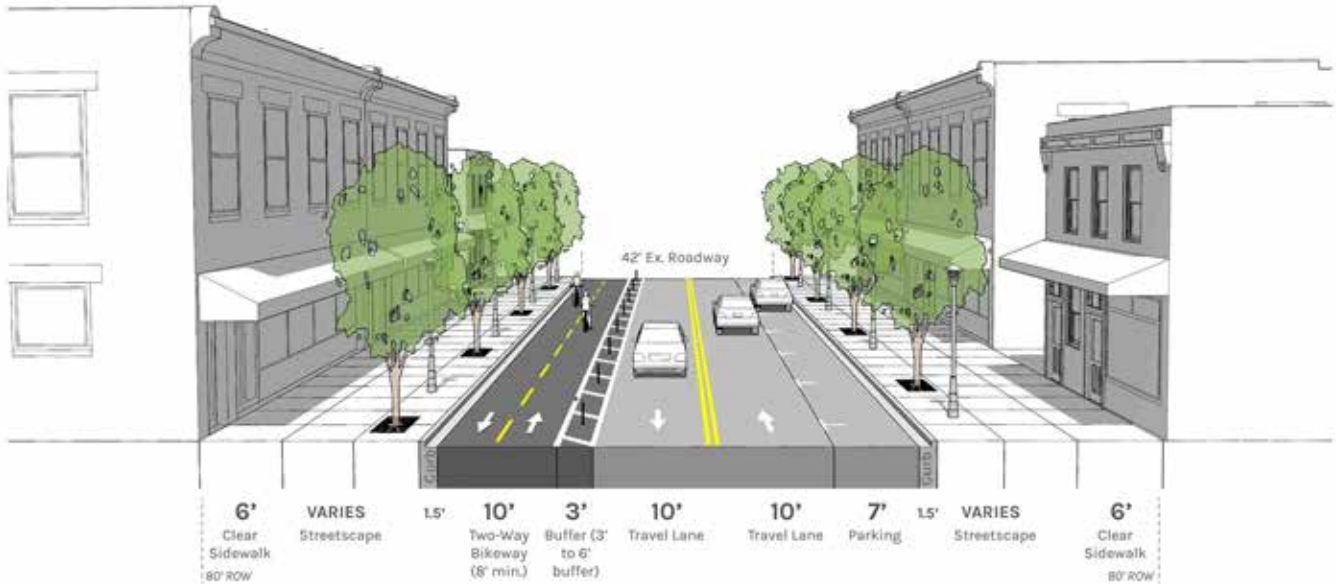 42' Ex. Roadway
Curb
Curb
6' VARIES 1.5' 10' 3' 10' 10' 7' 1.5' VARIES 6'
Clear Streetscape Two-Way Buffer (3' Travel Lane Travel Lane Parking Streetscape Clear
Sidewalk Bikeway to 6' Sidewalk
80' ROW (8' min.) buffer) 80' ROW